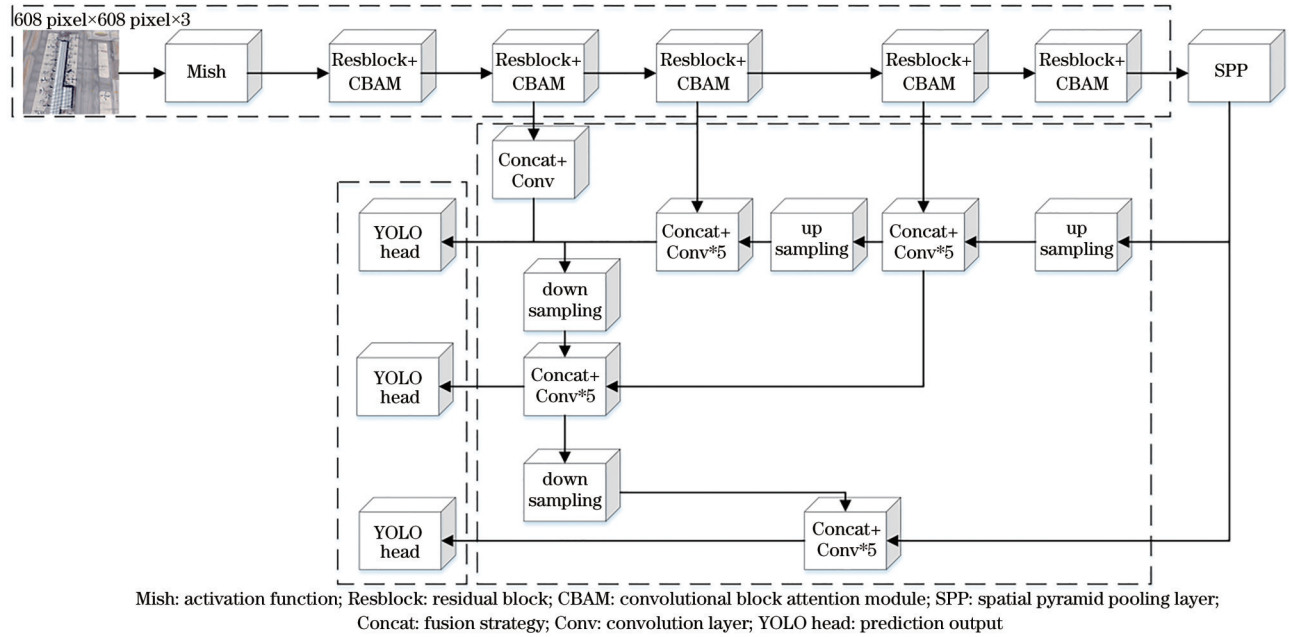 608 pixel×608 pixel×3
Mish
Resblock+
CBAM
Resblock+
CBAM
Resblock+
CBAM
Resblock+
CBAM
Resblock+
CBAM
SPP
Concat+
Conv
YOLO
head
Concat+
Conv*5
up
sampling
Concat+
Conv*5
up
sampling
down
sampling
YOLO
head
Concat+
Conv*5
down
sampling
YOLO
head
Concat+
Conv*5
Mish: activation function; Resblock: residual block; CBAM: convolutional block attention module; SPP: spatial pyramid pooling layer;
Concat: fusion strategy; Conv: convolution layer; YOLO head: prediction output